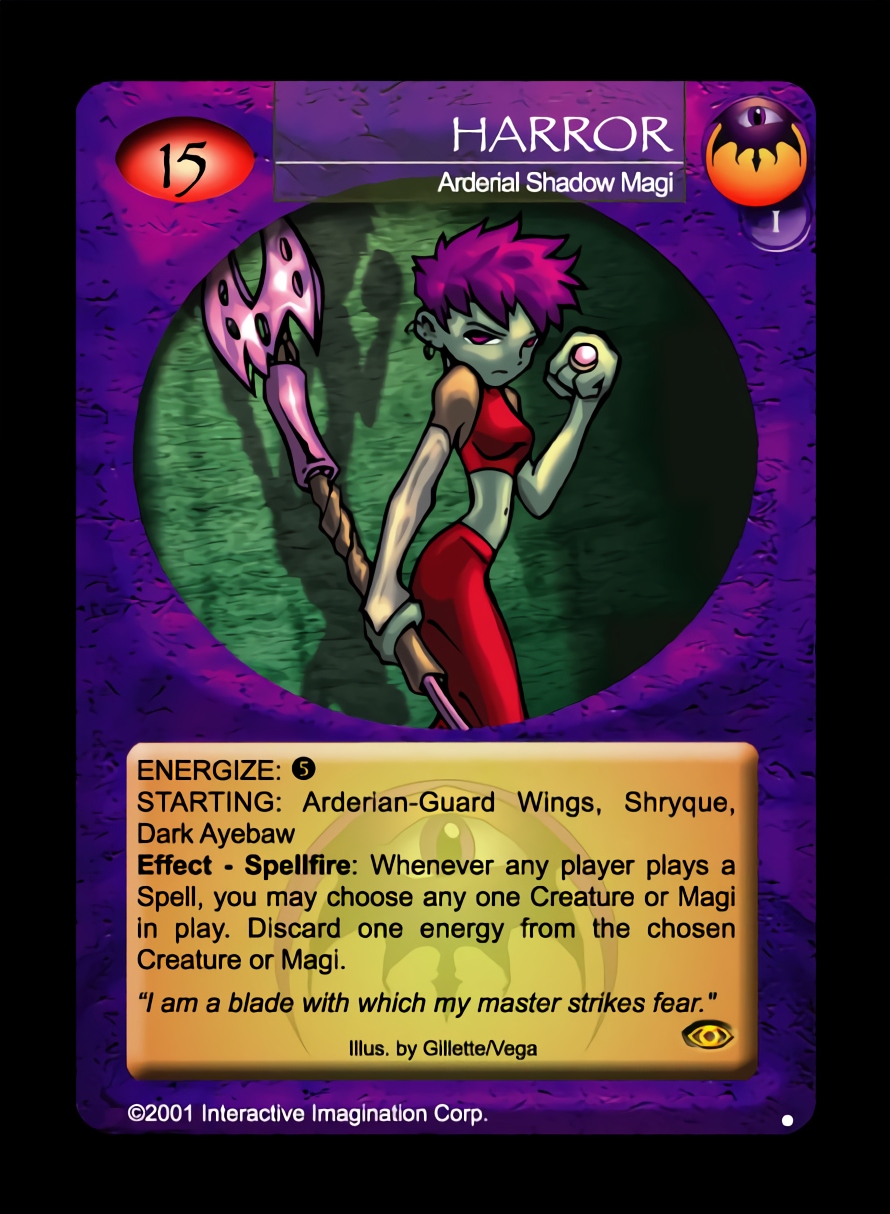 15
HARROR
Arderial Shadow Magi
I
ENERGIZE: ❺
STARTING: Arderian-Guard Wings, Shryque,
Dark Ayebaw
Effect - Spellfire: Whenever any player plays a
Spell, you may choose any one Creature or Magi
in play. Discard one energy from the chosen
Creature or Magi.
“I am a blade with which my master strikes fear."
Illus. by Gillette/Vega
©2001 Interactive Imagination Corp.